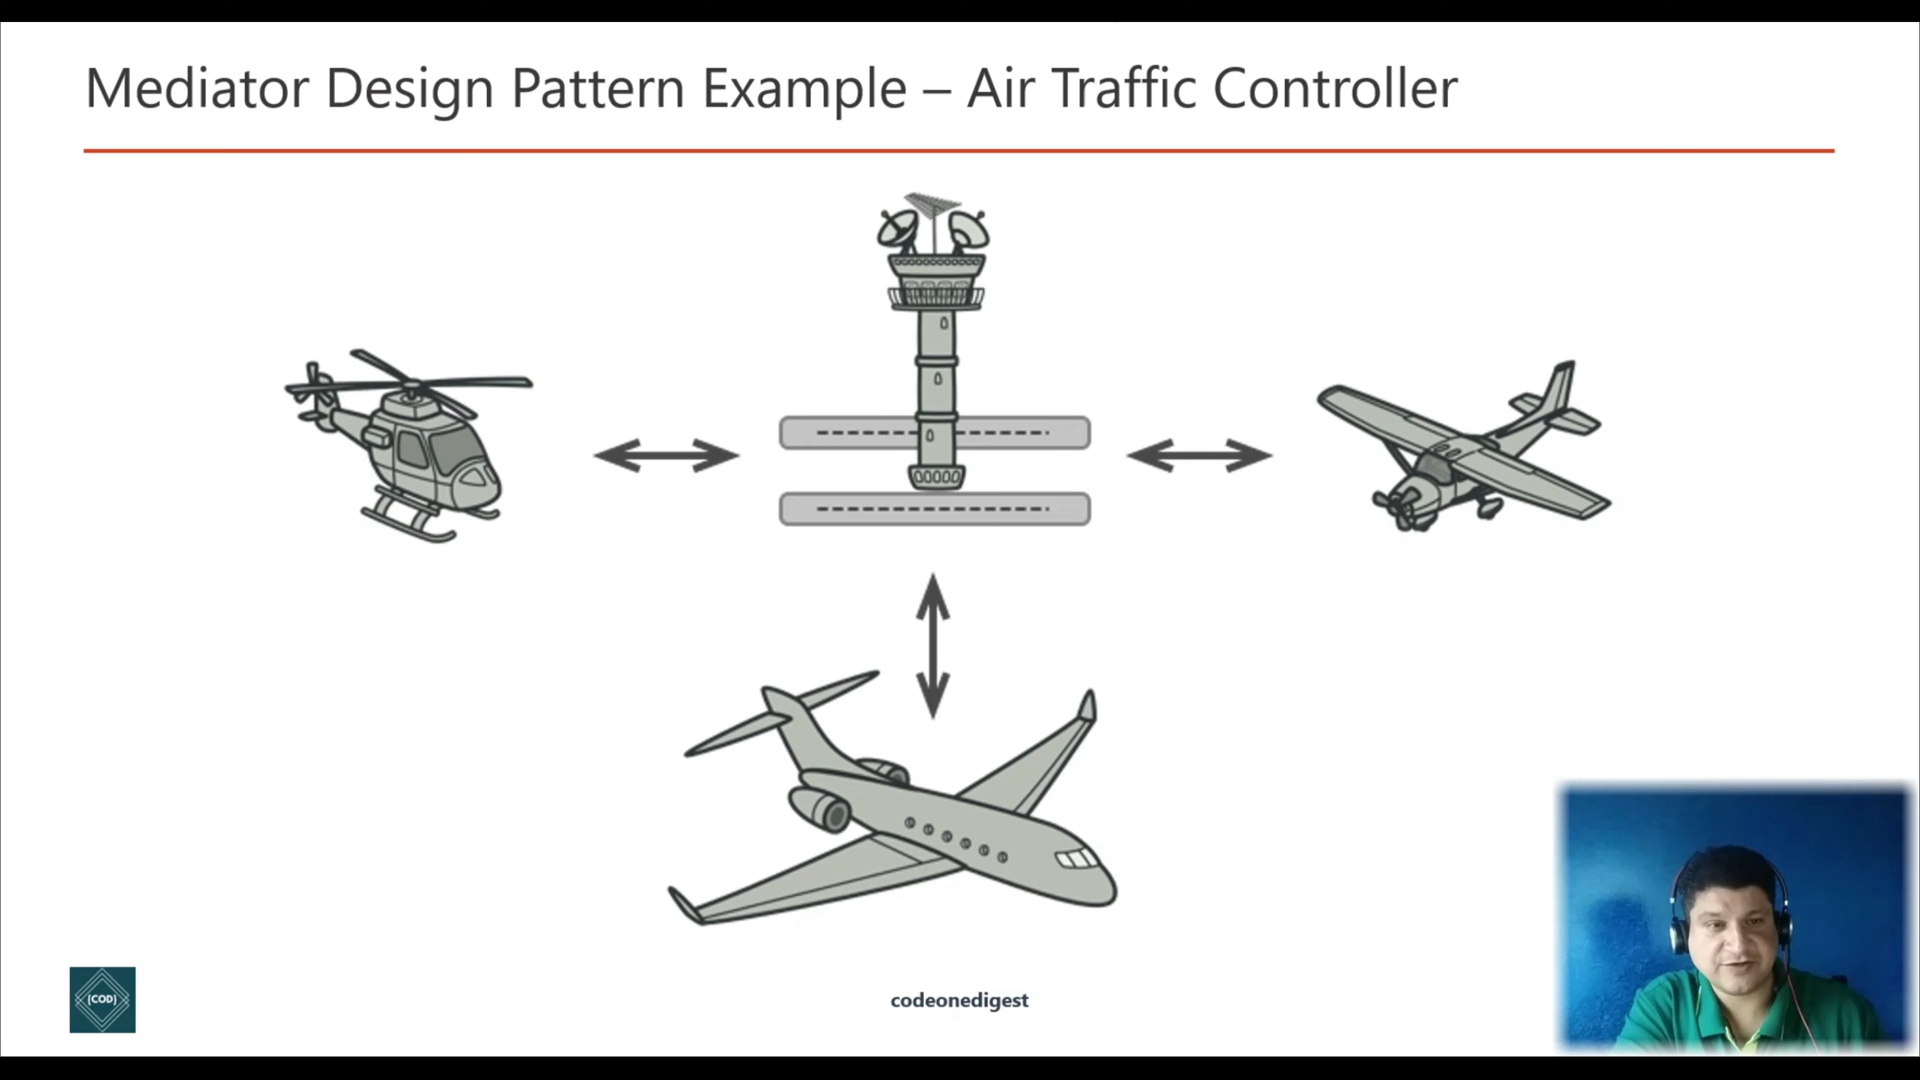 Mediator Design Pattern Example – Air Traffic Controller
{COD}
codeonedigest